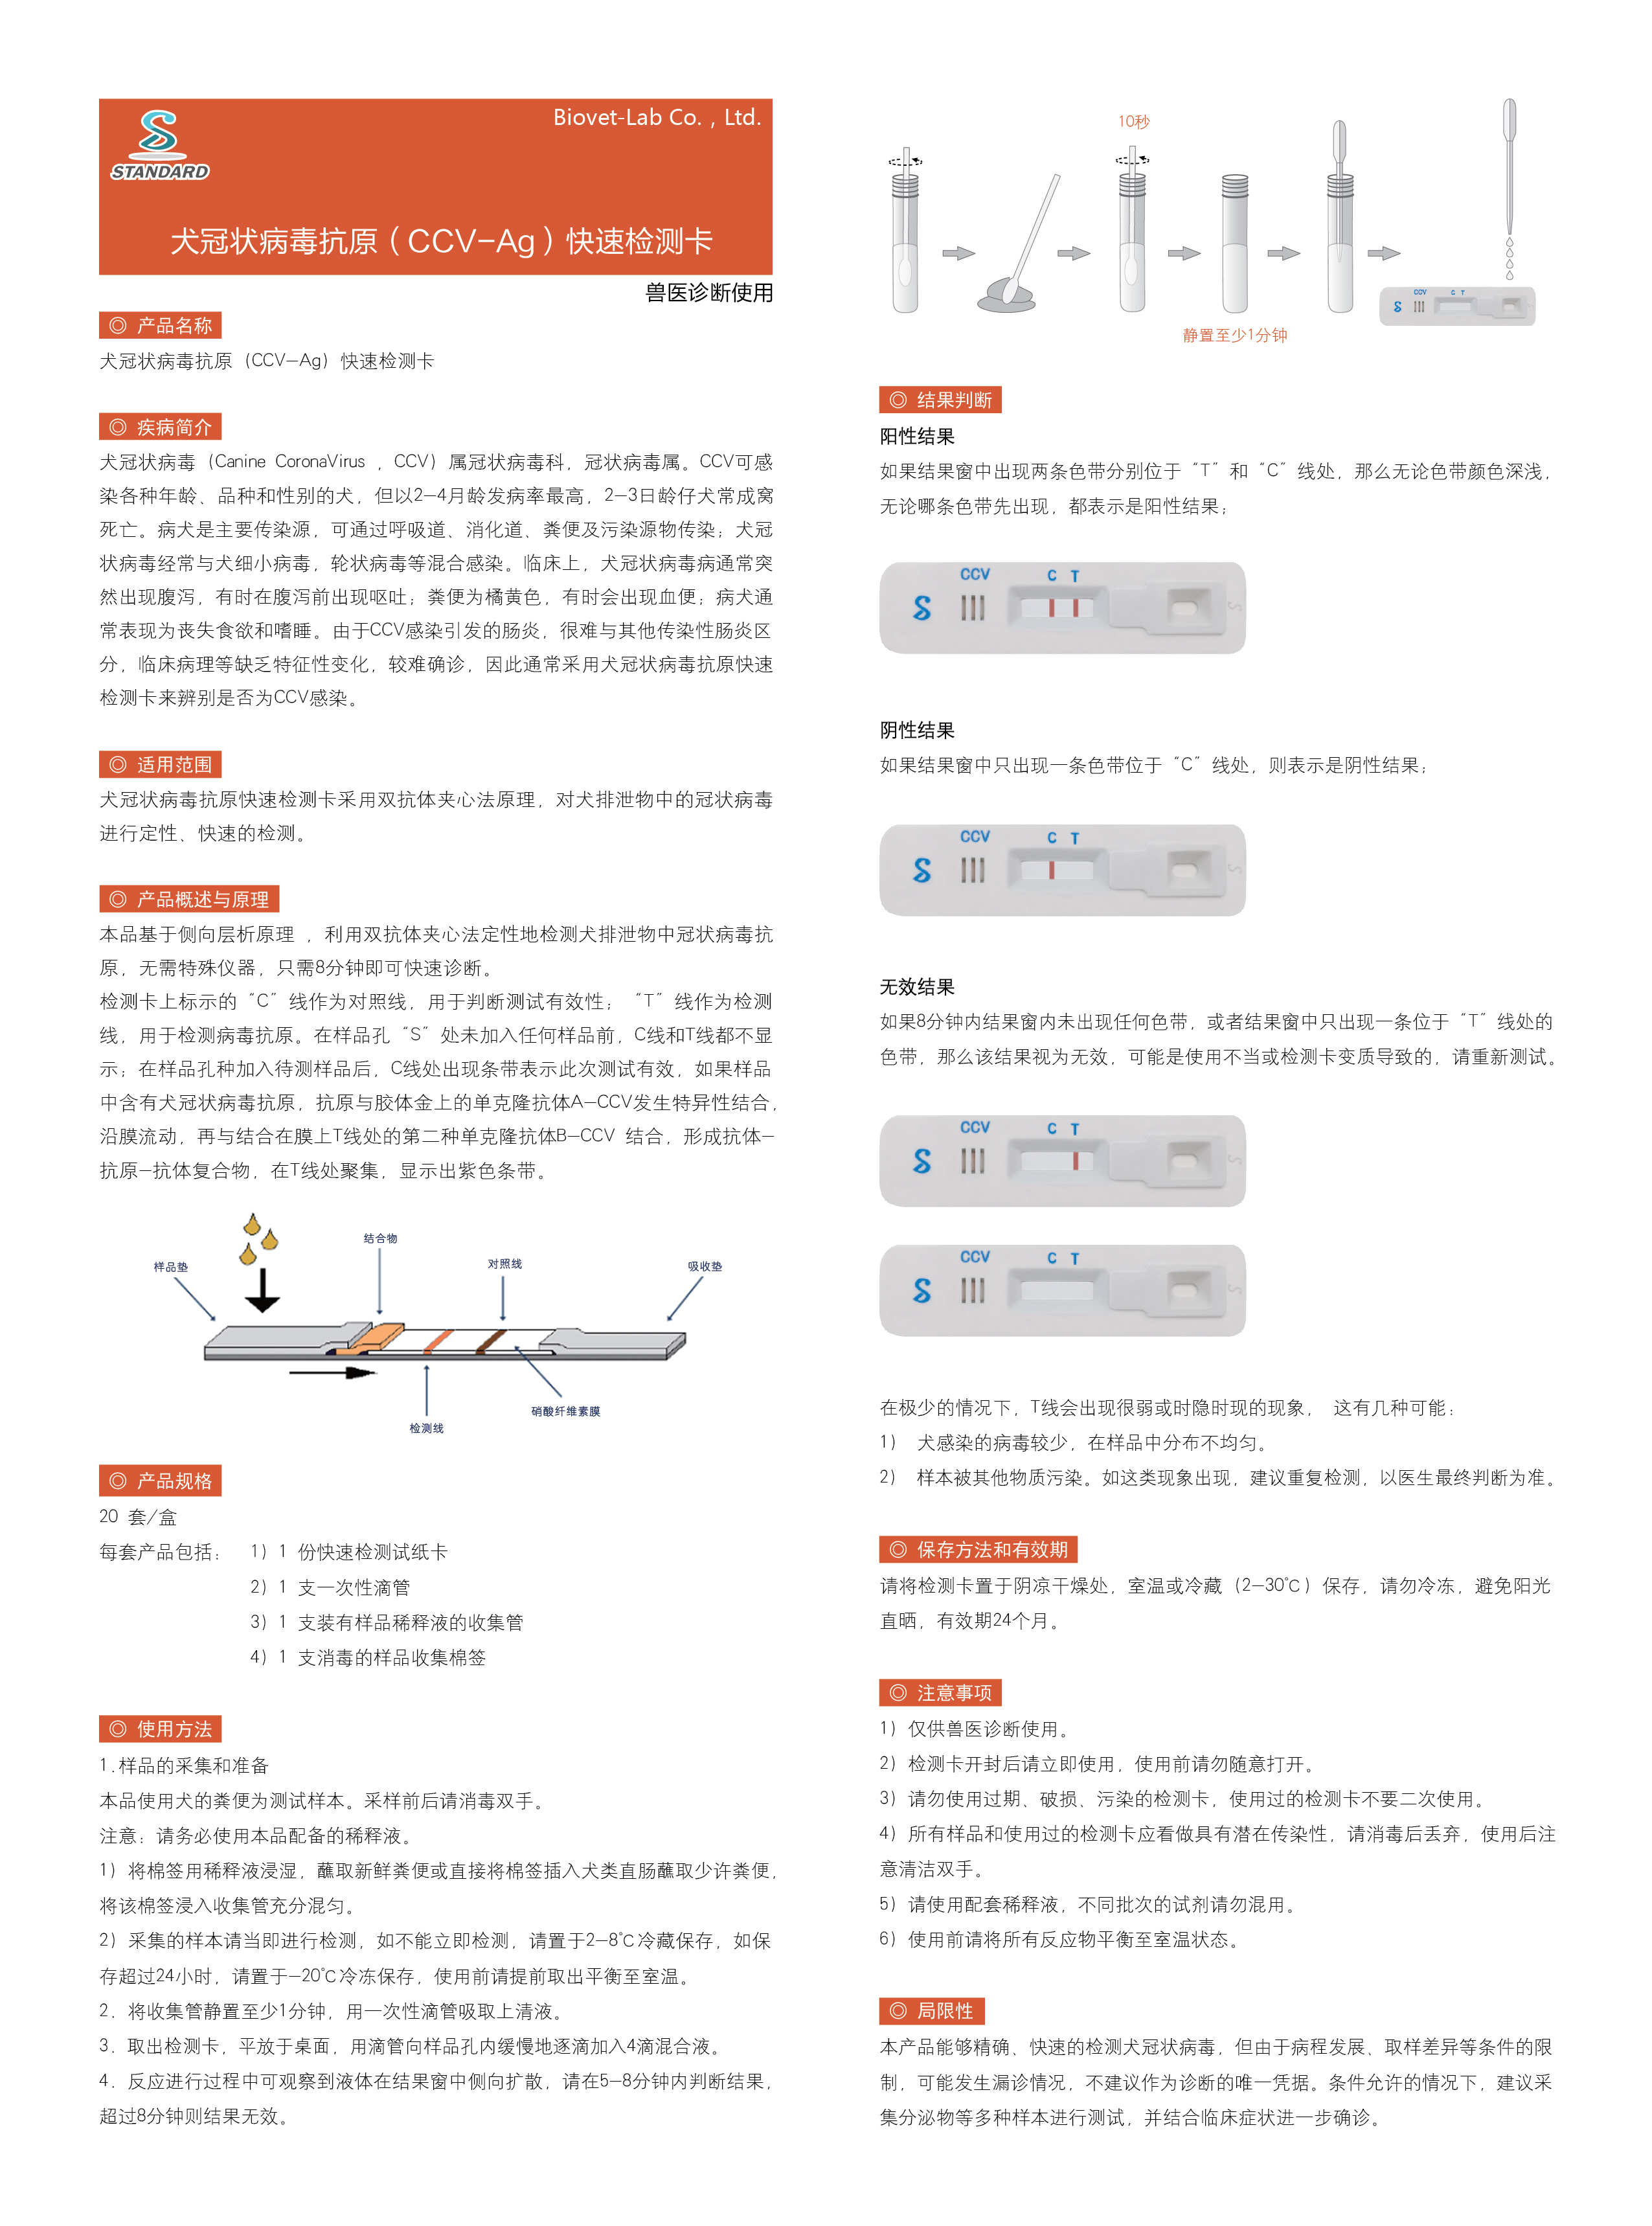 Biovet-Lab Co. , Ltd.
STANDARD
犬冠状病毒抗原（CCV-Ag）快速检测卡
兽医诊断使用
◎ 产品名称
犬冠状病毒抗原（CCV-Ag）快速检测卡
◎ 疾病简介
犬冠状病毒（Canine CoronaVirus ，CCV）属冠状病毒科，冠状病毒属。CCV可感
染各种年龄、品种和性别的犬，但以2-4月龄发病率最高，2-3日龄仔犬常成窝
死亡。病犬是主要传染源，可通过呼吸道、消化道、粪便及污染源物传染；犬冠
状病毒经常与犬细小病毒，轮状病毒等混合感染。临床上，犬冠状病毒病通常突
然出现腹泻，有时在腹泻前出现呕吐；粪便为橘黄色，有时会出现血便；病犬通
常表现为丧失食欲和嗜睡。由于CCV感染引发的肠炎，很难与其他传染性肠炎区
分，临床病理等缺乏特征性变化，较难确诊，因此通常采用犬冠状病毒抗原快速
检测卡来辨别是否为CCV感染。
◎ 适用范围
犬冠状病毒抗原快速检测卡采用双抗体夹心法原理，对犬排泄物中的冠状病毒
进行定性、快速的检测。
◎ 产品概述与原理
本品基于侧向层析原理 ，利用双抗体夹心法定性地检测犬排泄物中冠状病毒抗
原，无需特殊仪器，只需8分钟即可快速诊断。
检测卡上标示的“C”线作为对照线，用于判断测试有效性；“T”线作为检测
线，用于检测病毒抗原。在样品孔“S”处未加入任何样品前，C线和T线都不显
示；在样品孔种加入待测样品后，C线处出现条带表示此次测试有效，如果样品
中含有犬冠状病毒抗原，抗原与胶体金上的单克隆抗体A-CCV发生特异性结合，
沿膜流动，再与结合在膜上T线处的第二种单克隆抗体B-CCV 结合，形成抗体-
抗原-抗体复合物，在T线处聚集，显示出紫色条带。
结合物
样品垫
对照线
吸收垫
硝酸纤维素膜
检测线
◎ 产品规格
20 套/盒
每套产品包括： 1）1 份快速检测试纸卡
2）1 支一次性滴管
3）1 支装有样品稀释液的收集管
4）1 支消毒的样品收集棉签
◎ 使用方法
1.样品的采集和准备
本品使用犬的粪便为测试样本。采样前后请消毒双手。
注意：请务必使用本品配备的稀释液。
1）将棉签用稀释液浸湿，蘸取新鲜粪便或直接将棉签插入犬类直肠蘸取少许粪便，
将该棉签浸入收集管充分混匀。
2）采集的样本请当即进行检测，如不能立即检测，请置于2-8℃冷藏保存，如保
存超过24小时，请置于-20℃冷冻保存，使用前请提前取出平衡至室温。
2. 将收集管静置至少1分钟，用一次性滴管吸取上清液。
3. 取出检测卡，平放于桌面，用滴管向样品孔内缓慢地逐滴加入4滴混合液。
4. 反应进行过程中可观察到液体在结果窗中侧向扩散，请在5-8分钟内判断结果，
超过8分钟则结果无效。
10秒
CCV C T
静置至少1分钟
◎ 结果判断
阳性结果
如果结果窗中出现两条色带分别位于“T”和“C”线处，那么无论色带颜色深浅，
无论哪条色带先出现，都表示是阳性结果；
CCV C T
S
阴性结果
如果结果窗中只出现一条色带位于“C”线处，则表示是阴性结果；
CCV C T
S
无效结果
如果8分钟内结果窗内未出现任何色带，或者结果窗中只出现一条位于“T”线处的
色带，那么该结果视为无效，可能是使用不当或检测卡变质导致的，请重新测试。
CCV C T
S
CCV C T
S
在极少的情况下，T线会出现很弱或时隐时现的现象， 这有几种可能：
1） 犬感染的病毒较少，在样品中分布不均匀。
2） 样本被其他物质污染。如这类现象出现，建议重复检测，以医生最终判断为准。
◎ 保存方法和有效期
请将检测卡置于阴凉干燥处，室温或冷藏（2-30℃）保存，请勿冷冻，避免阳光
直晒，有效期24个月。
◎ 注意事项
1）仅供兽医诊断使用。
2）检测卡开封后请立即使用，使用前请勿随意打开。
3）请勿使用过期、破损、污染的检测卡，使用过的检测卡不要二次使用。
4）所有样品和使用过的检测卡应看做具有潜在传染性，请消毒后丢弃，使用后注
意清洁双手。
5）请使用配套稀释液，不同批次的试剂请勿混用。
6）使用前请将所有反应物平衡至室温状态。
◎ 局限性
本产品能够精确、快速的检测犬冠状病毒，但由于病程发展、取样差异等条件的限
制，可能发生漏诊情况，不建议作为诊断的唯一凭据。条件允许的情况下，建议采
集分泌物等多种样本进行测试，并结合临床症状进一步确诊。